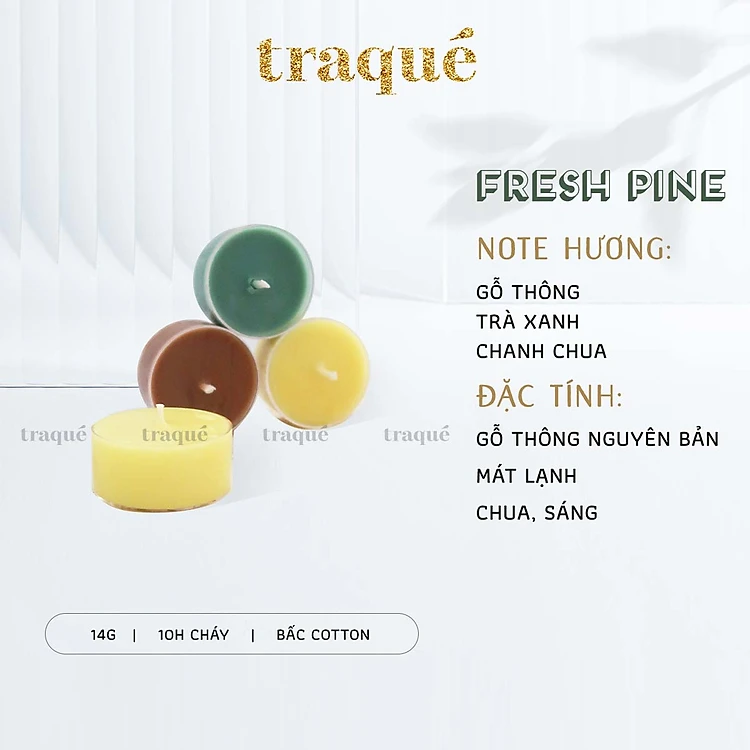 traqué
FRESH PINE
NOTE HƯƠNG:
GỖ THÔNG
TRÀ XANH
CHANH CHUA
ĐẶC TÍNH:
GỖ THÔNG NGUYÊN BẢN
MÁT LẠNH
CHUA, SÁNG
traqué traqué traqué traqué
14G | 10H CHÁY | BẤC COTTON